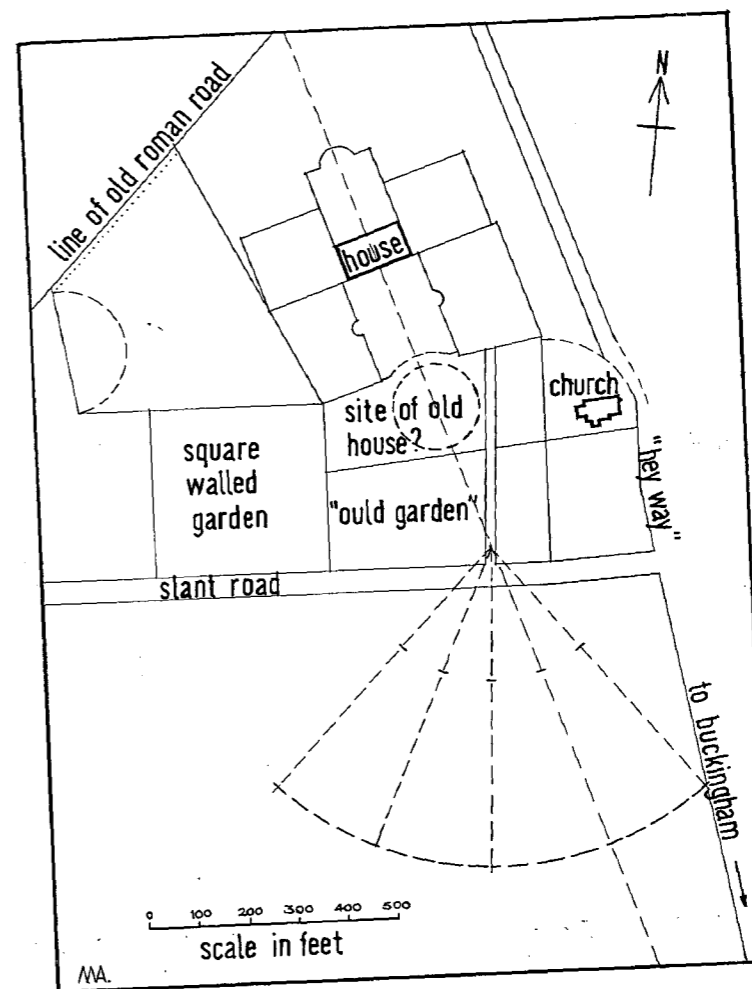 N
line of old roman road
house
church
site of old
house?
square
walled
garden
"ould garden"
"hey way"
slant road
to buckingham
0 100 200 300 400 500
scale in feet
MA.